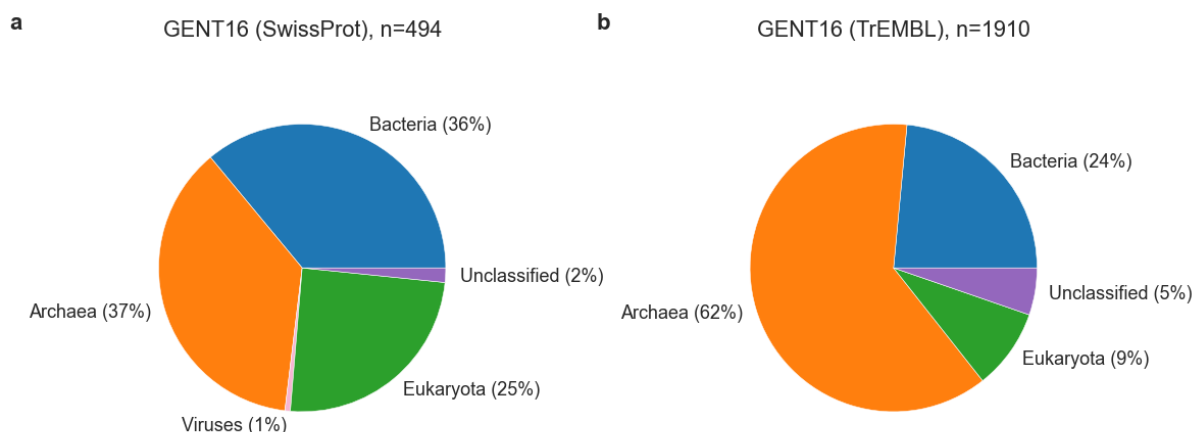 a
GENT16 (SwissProt), n=494
Bacteria (36%)
Unclassified (2%)
Archaea (37%)
Eukaryota (25%)
Viruses (1%)
b
GENT16 (TrEMBL), n=1910
Bacteria (24%)
Unclassified (5%)
Archaea (62%)
Eukaryota (9%)